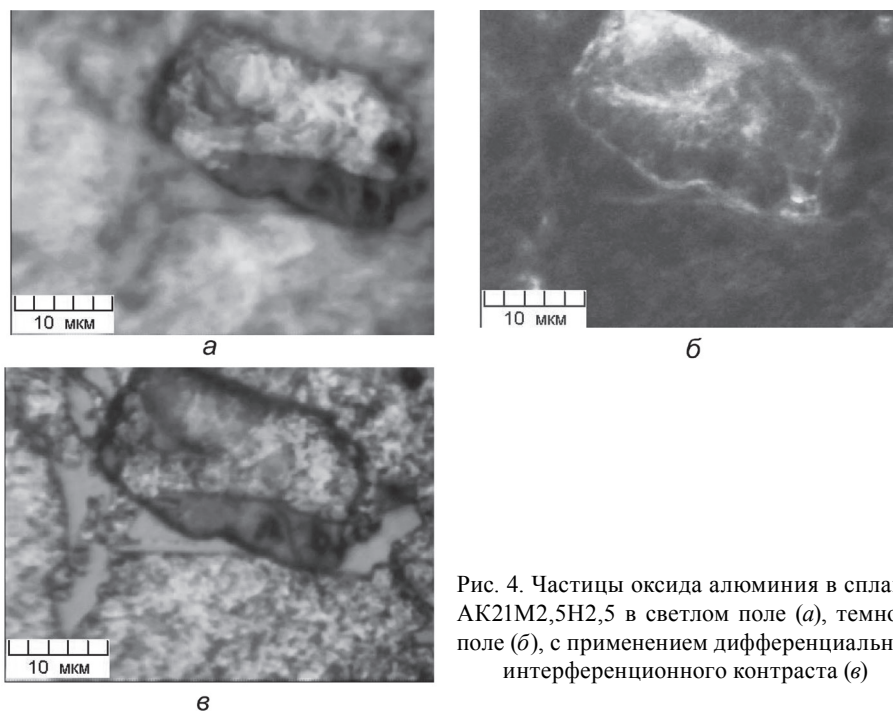 10 мкм
10 мкм
а
б
10 мкм
в
Рис. 4. Частицы оксида алюминия в спла
АК21М2,5Н2,5 в светлом поле (а), темно
поле (б), с применением дифференциальн
интерференционного контраста (в)